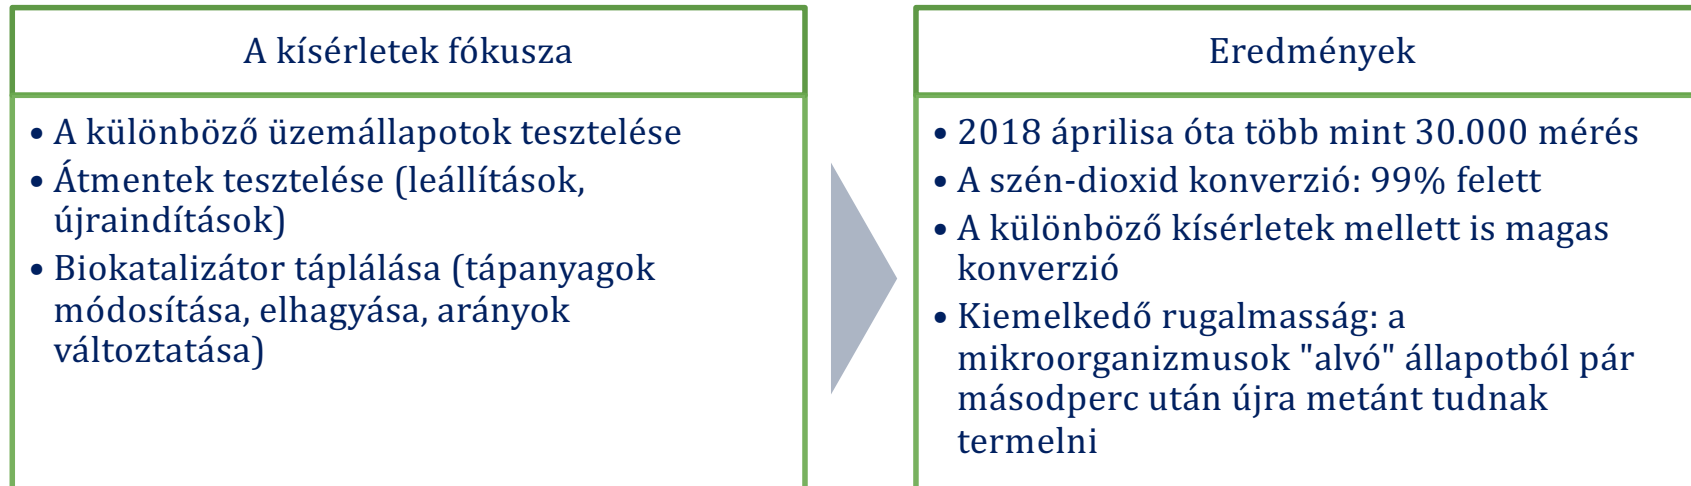 A kísérletek fókusza
• A különböző üzemállapotok tesztelése
• Átmentek tesztelése (leállítások,
újraindítások)
• Biokatalizátor táplálása (tápanyagok
módosítása, elhagyása, arányok
változtatása)
Eredmények
• 2018 áprilisa óta több mint 30.000 mérés
• A szén-dioxid konverzió: 99% felett
• A különböző kísérletek mellett is magas
konverzió
• Kiemelkedő rugalmasság: a
mikroorganizmusok "alvó" állapotból pár
másodperc után újra metánt tudnak
termelni